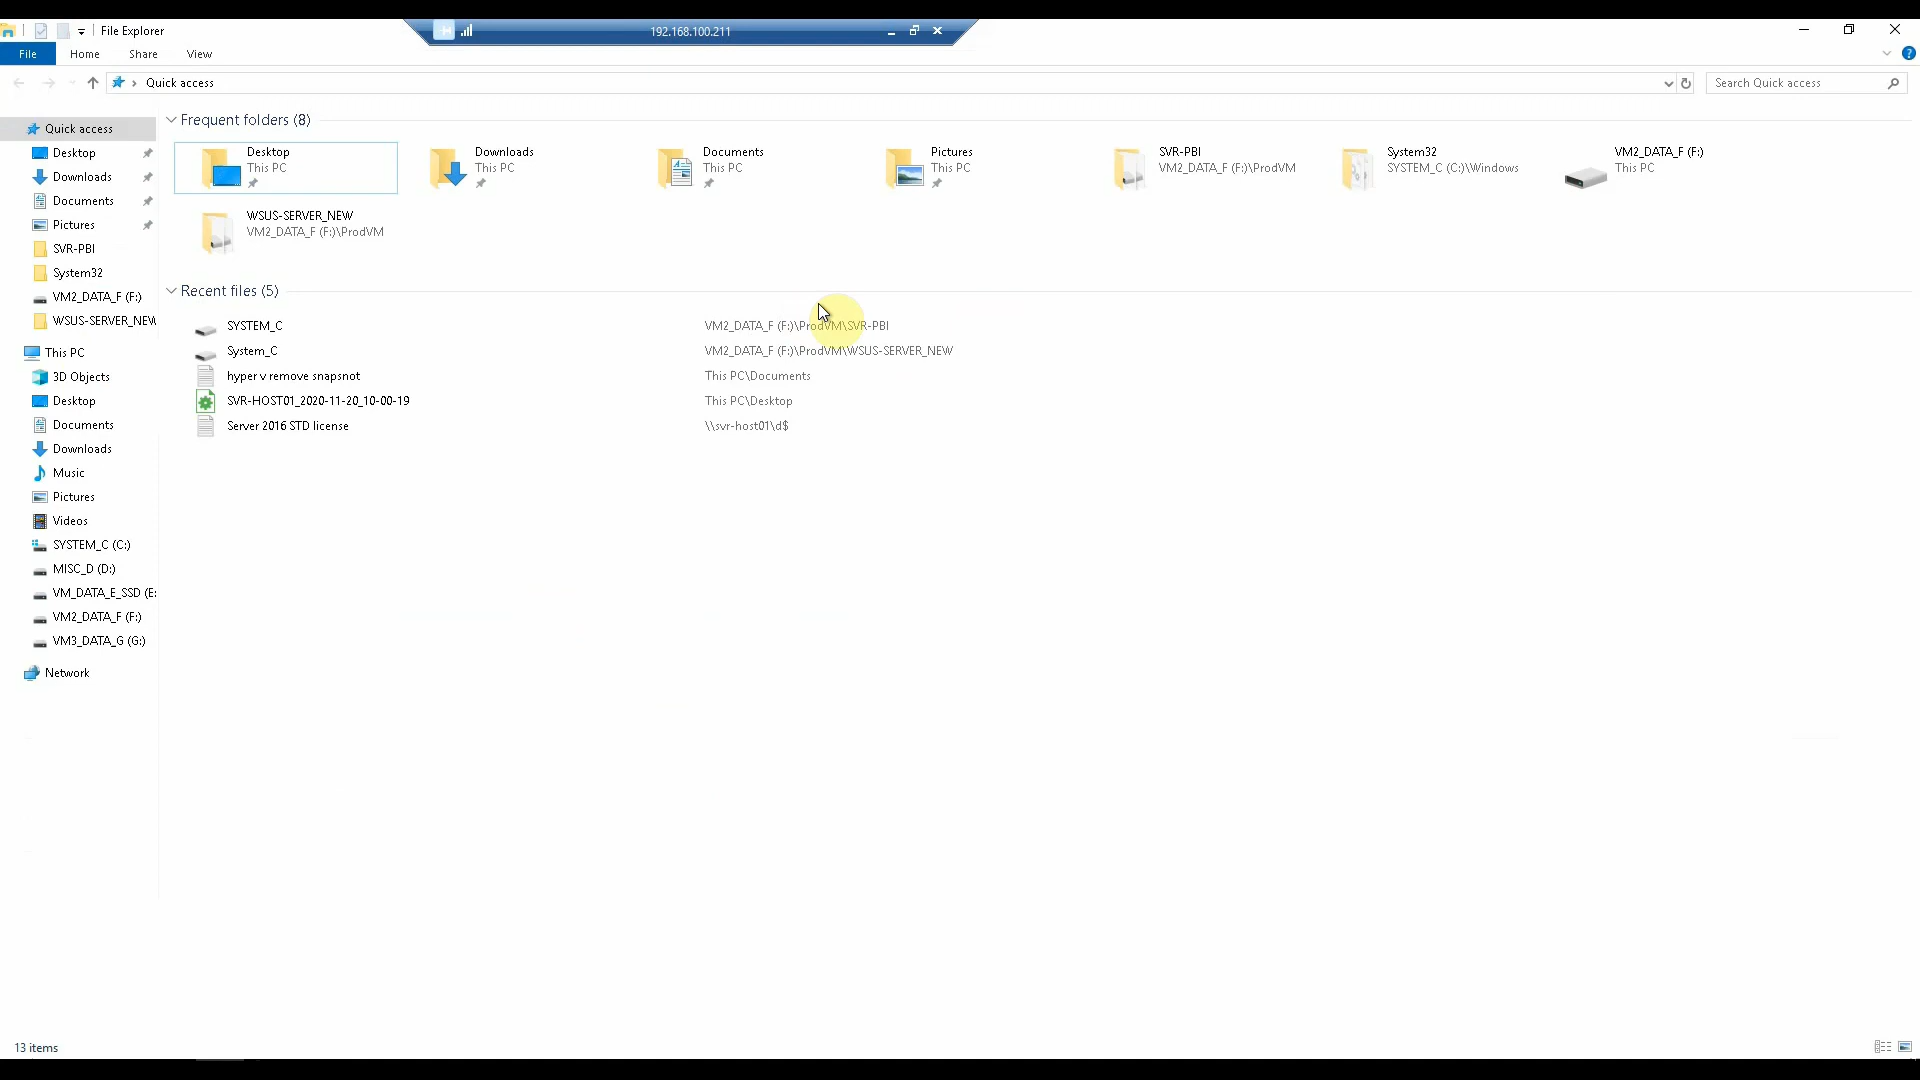 File Explorer
192.168.100.211
File Home Share View
Quick access
Search Quick access
Quick access
Desktop
Downloads
Documents
Pictures
SVR-PBI
System32
VM2_DATA_F (F:)
WSUS-SERVER_NEW
This PC
3D Objects
Desktop
Documents
Downloads
Music
Pictures
Videos
SYSTEM_C (C:)
MISC_D (D:)
VM_DATA_E_SSD (E:
VM2_DATA_F (F:)
VM3_DATA_G (G:)
Network
Frequent folders (8)
Desktop
This PC
Downloads
This PC
Documents
This PC
Pictures
This PC
SVR-PBI
VM2_DATA_F (F:)\ProdVM
System32
SYSTEM_C (C:)\Windows
VM2_DATA_F (F:)
This PC
WSUS-SERVER_NEW
VM2_DATA_F (F:)\ProdVM
Recent files (5)
SYSTEM_C VM2_DATA_F (F:)\ProdVM\SVR-PBI
System_C VM2_DATA_F (F:)\ProdVM\WSUS-SERVER_NEW
hyper v remove snapsnot This PC\Documents
SVR-HOST01_2020-11-20_10-00-19 This PC\Desktop
Server 2016 STD license \\svr-host01\d$
13 items